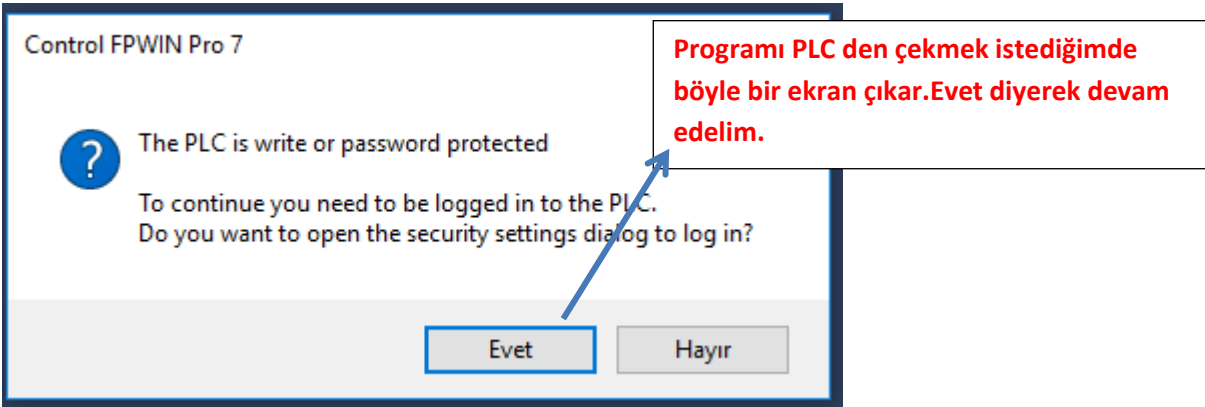 Control FPWIN Pro 7
Programı PLC den çekmek istediğimde
böyle bir ekran çıkar.Evet diyerek devam
edelim.
The PLC is write or password protected
To continue you need to be logged in to the PLC.
Do you want to open the security settings dialog to log in?
Evet
Hayır